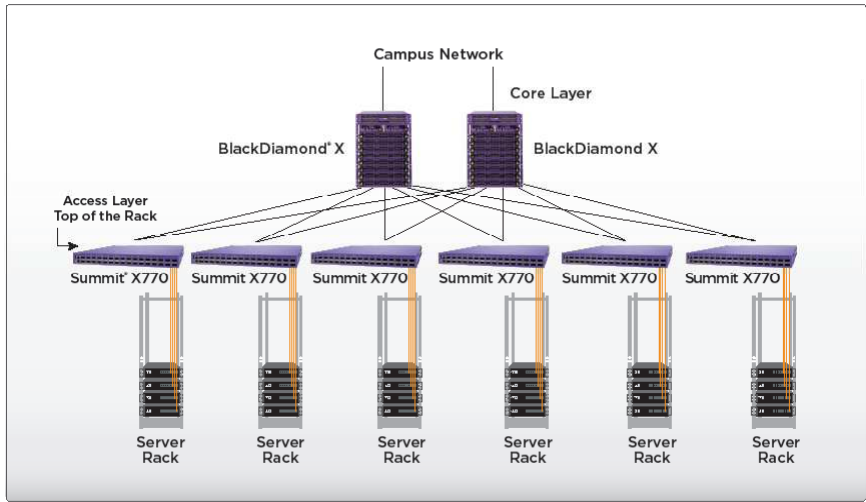 Campus Network
Core Layer
BlackDiamond® X
BlackDiamond X
Access Layer
Top of the Rack
Summit® X770
Summit X770
Summit X770
Summit X770
Summit X770
Summit X770
Server
Rack
Server
Rack
Server
Rack
Server
Rack
Server
Rack
Server
Rack